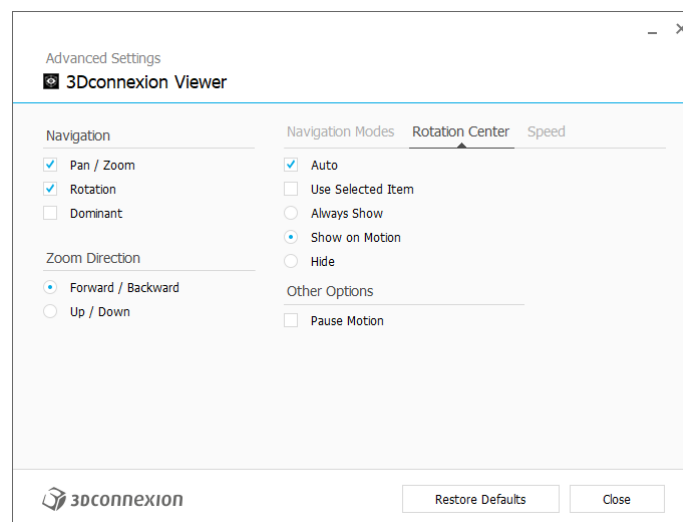 Advanced Settings
3Dconnexion Viewer
Navigation
Pan / Zoom
Rotation
Dominant
Zoom Direction
Forward / Backward
Up / Down
Navigation Modes Rotation Center Speed
Auto
Use Selected Item
Always Show
Show on Motion
Hide
Other Options
Pause Motion
3Dconnexion
Restore Defaults Close